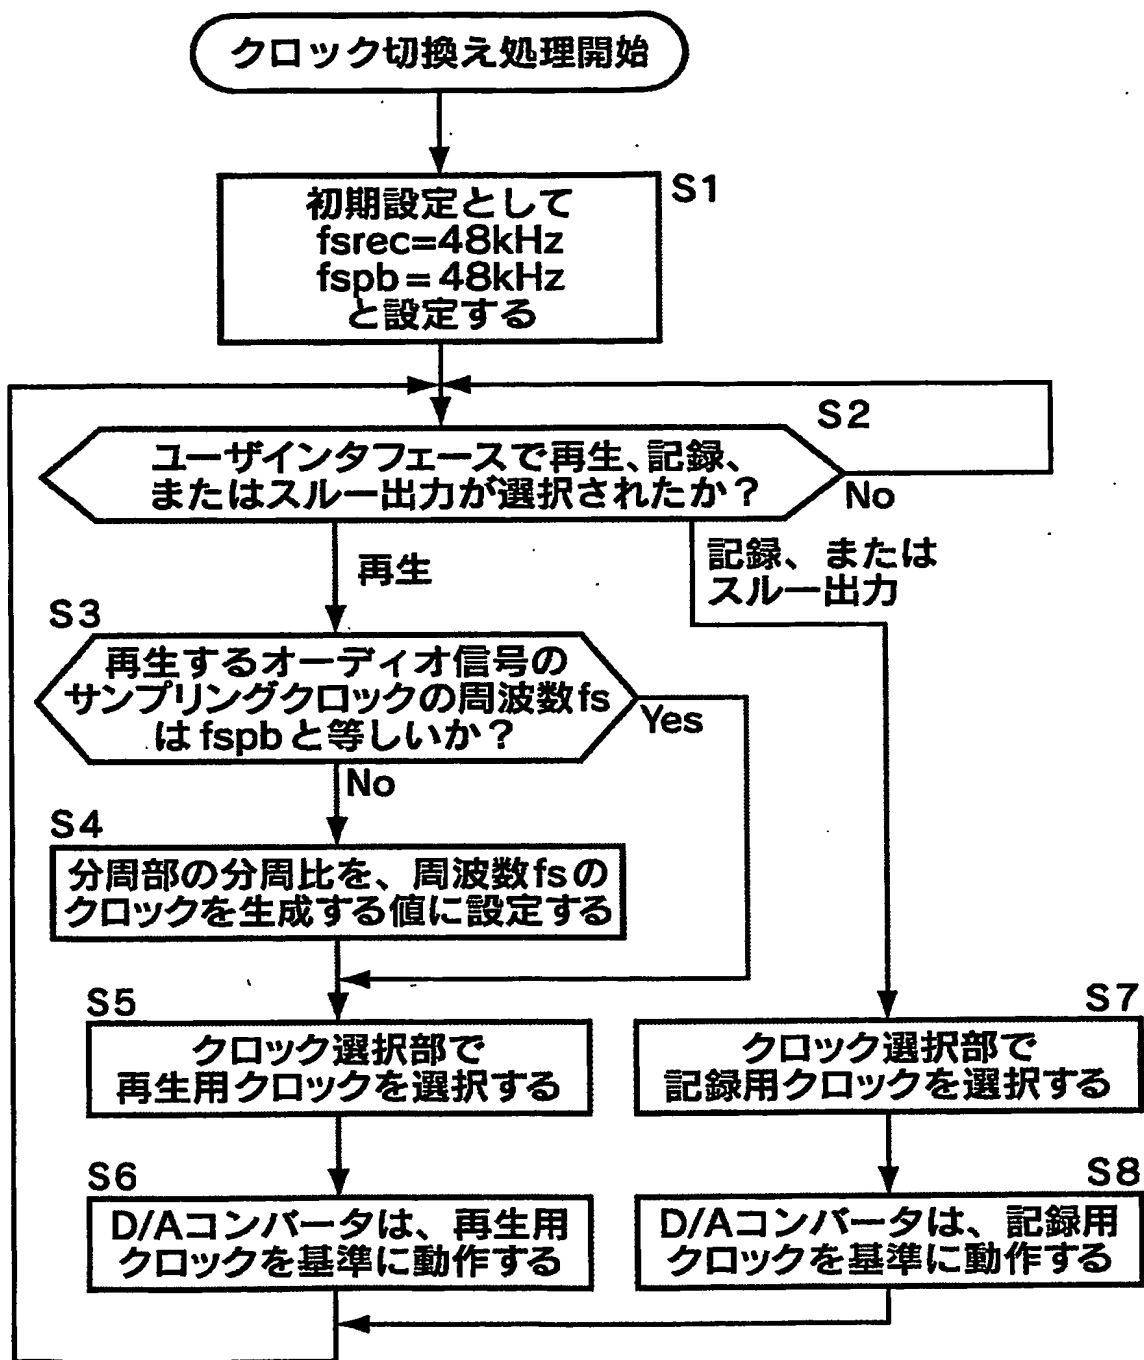 クロック切換え処理開始
S1
初期設定として
fsrec=48kHz
fspb=48kHz
と設定する
S2
ユーザインタフェースで再生、記録、
またはスルー出力が選択されたか？
No
再生
記録、または
スルー出力
S3
再生するオーディオ信号の
サンプリングクロックの周波数fs
はfspbと等しいか？
Yes
No
S4
分周部の分周比を、周波数fsの
クロックを生成する値に設定する
S5
クロック選択部で
再生用クロックを選択する
S7
クロック選択部で
記録用クロックを選択する
S6
D/Aコンバータは、再生用
クロックを基準に動作する
S8
D/Aコンバータは、記録用
クロックを基準に動作する